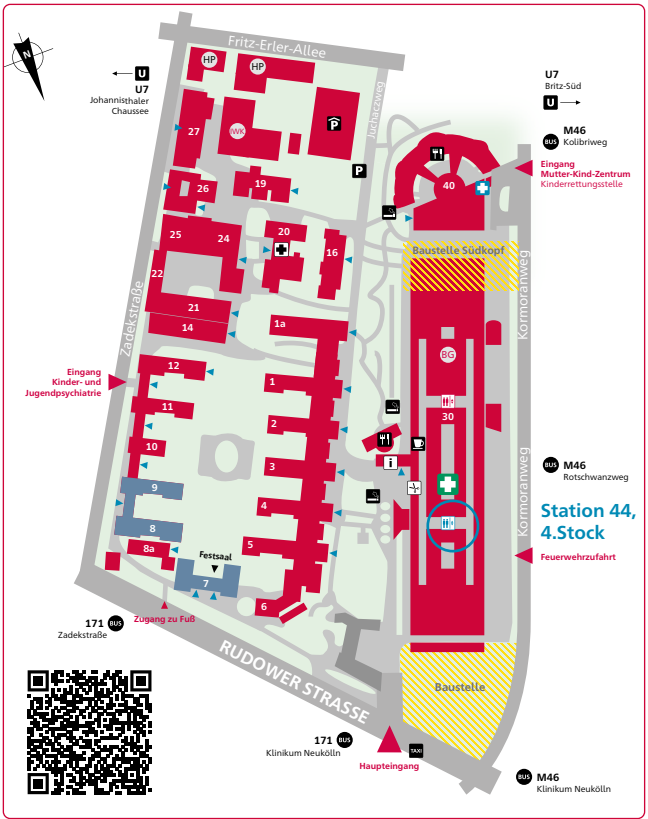 Fritz-Erler-Allee
N
HP
HP
U
U7
Johannisthaler
Chaussee
U7
Britz-Süd
U
Juchaczweg
P
27
IWK
BUS
M46
Kolibriweg
P
40
Eingang
Mutter-Kind-Zentrum
Kinderrettungsstelle
26
19
25
24
20
16
Baustelle Südkopf
22
Kormoranweg
21
14
1a
Zadekstraße
BG
12
Eingang
Kinder- und
Jugendpsychiatrie
1
11
30
2
10
i
3
BUS
M46
Rotschwanzweg
9
Kormoranweg
4
Station 44,
4.Stock
8
8a
5
Festsaal
Feuerwehrzufahrt
7
6
171 BUS
Zadekstraße
Zugang zu Fuß
RUDOWER STRASSE
Baustelle
171 BUS
Klinikum Neukölln
TAXI
Haupteingang
BUS
M46
Klinikum Neukölln